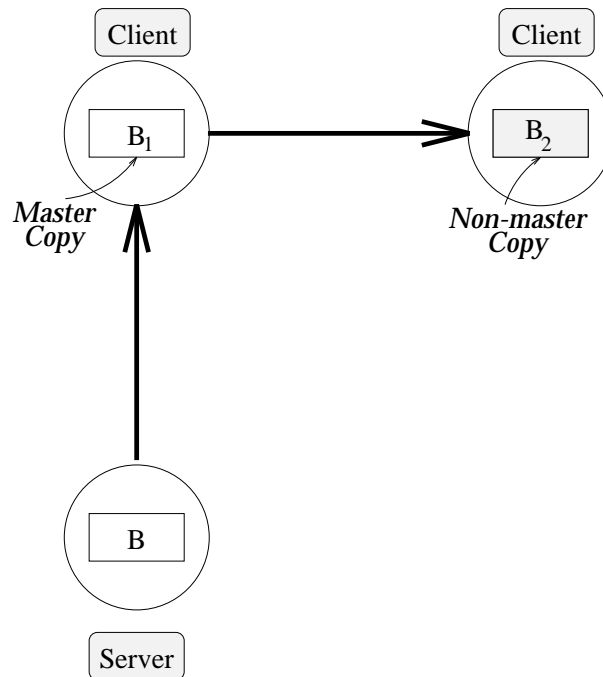 Client
Client
B1
B2
Master
Copy
Non-master
Copy
B
Server